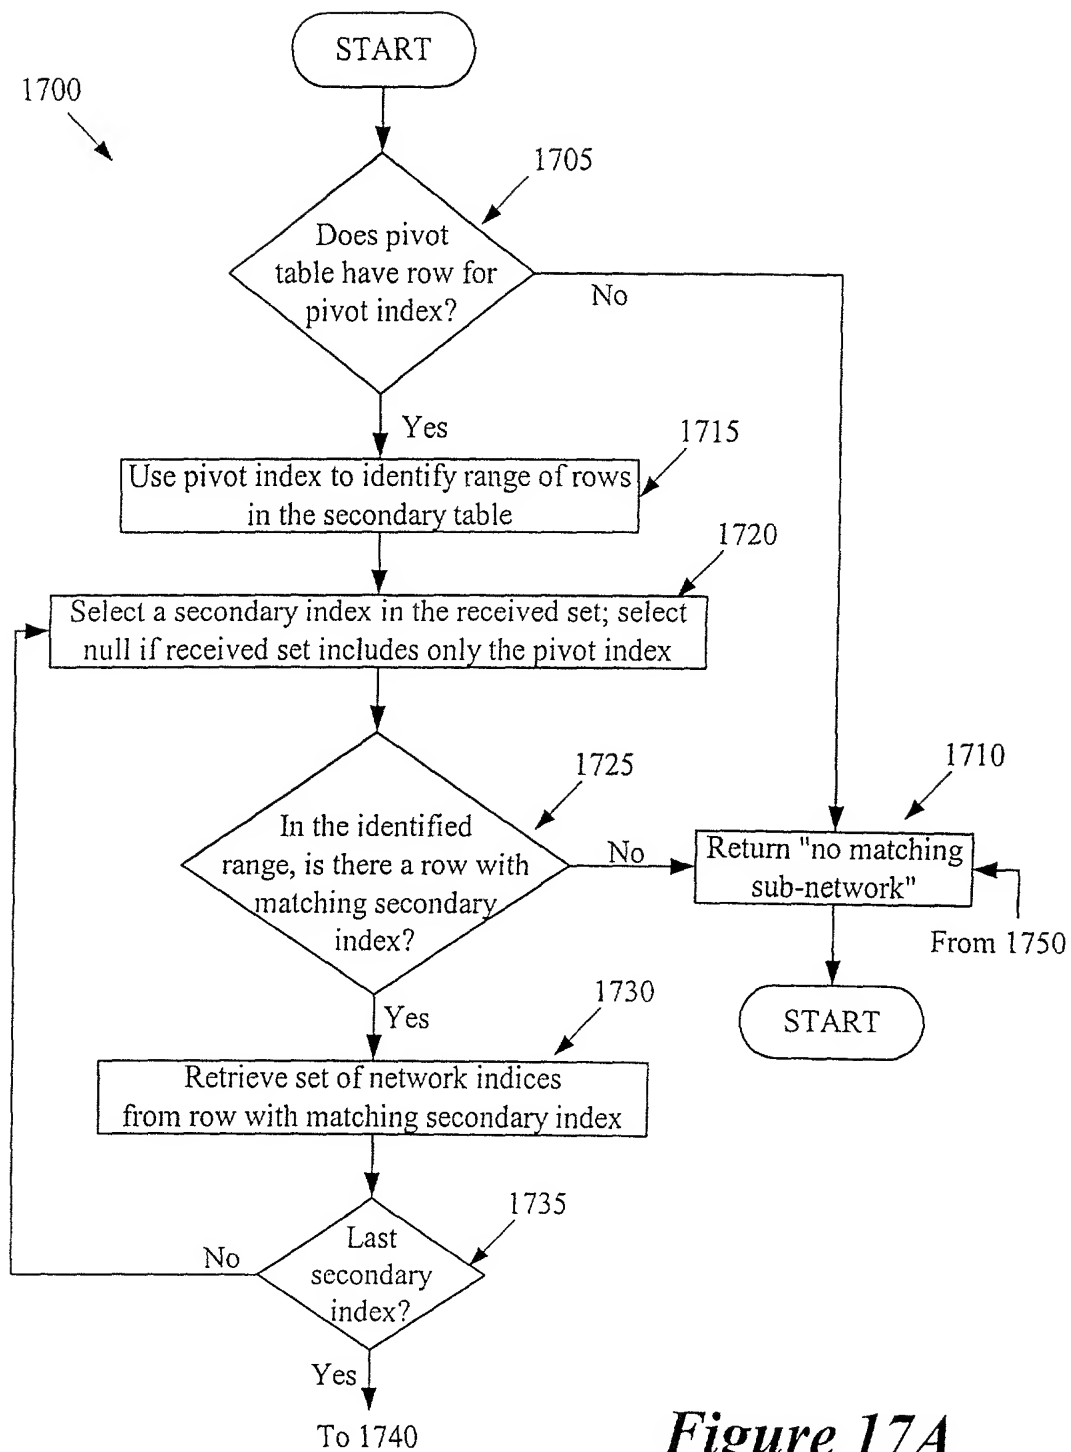 START
1700
1705
Does pivot
table have row for
pivot index?
No
Yes
1715
Use pivot index to identify range of rows
in the secondary table
1720
Select a secondary index in the received set; select
null if received set includes only the pivot index
1725
In the identified
range, is there a row with
matching secondary
index?
No
1710
Return "no matching
sub-network"
From 1750
START
Yes
1730
Retrieve set of network indices
from row with matching secondary index
1735
Last
secondary
index?
No
Yes
To 1740
Figure 17A